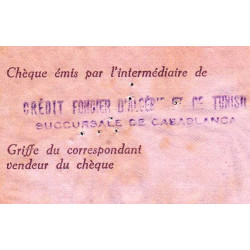 Chèque émis par l'intermédiaire de
CRÉDIT FONCIER D'ALGÉRIE ET DE TUNISIE
SUCCURSALE DE CASABLANCA
Griffe du correspondant
vendeur du chèque